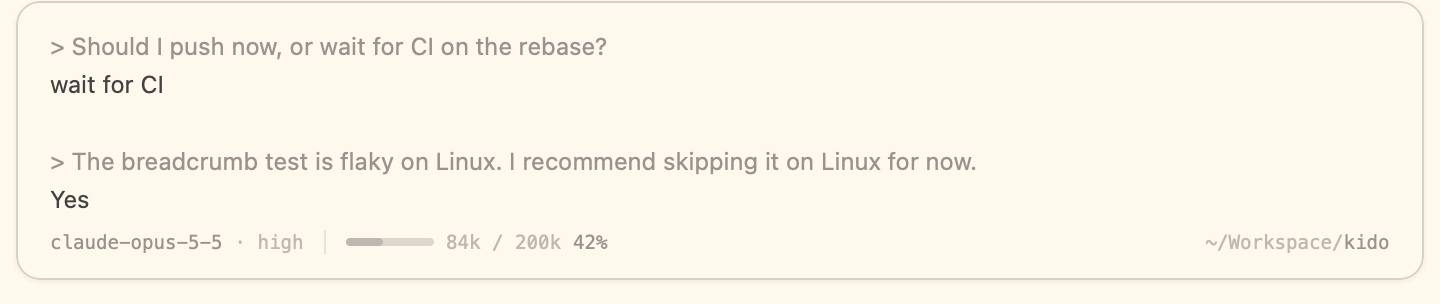 > Should I push now, or wait for CI on the rebase?
wait for CI
> The breadcrumb test is flaky on Linux. I recommend skipping it on Linux for now.
Yes
claude-opus-5-5 · high 84k / 200k 42% ~/Workspace/kido